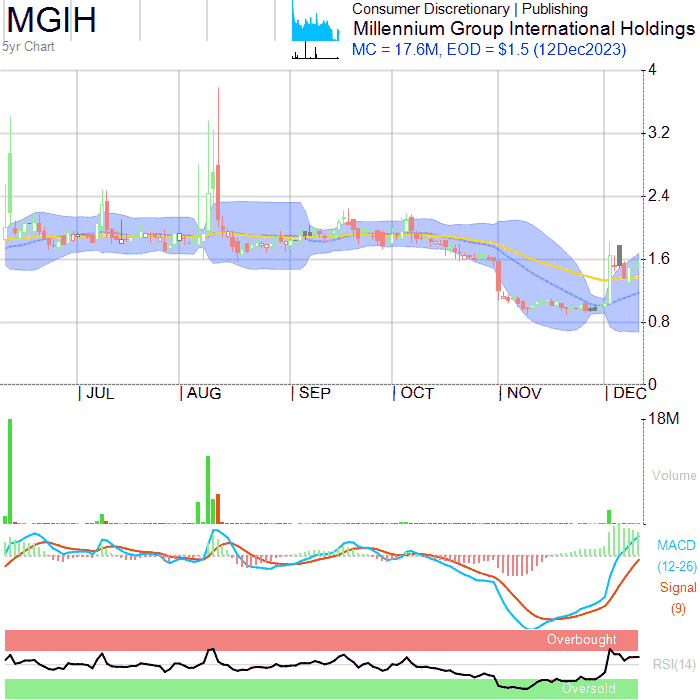 MGIH
5yr Chart
Consumer Discretionary | Publishing
Millennium Group International Holdings
MC = 17.6M, EOD = $1.5 (12Dec2023)
4
3.2
2.4
1.6
0.8
0
JUL
AUG
SEP
OCT
NOV
DEC
18M
Volume
MACD
(12-26)
Signal
(9)
Overbought
RSI(14)
Oversold